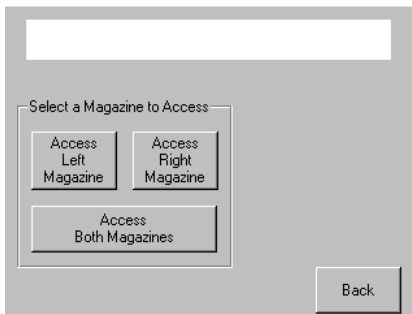 Select a Magazine to Access
Access
Left
Magazine
Access
Right
Magazine
Access
Both Magazines
Back